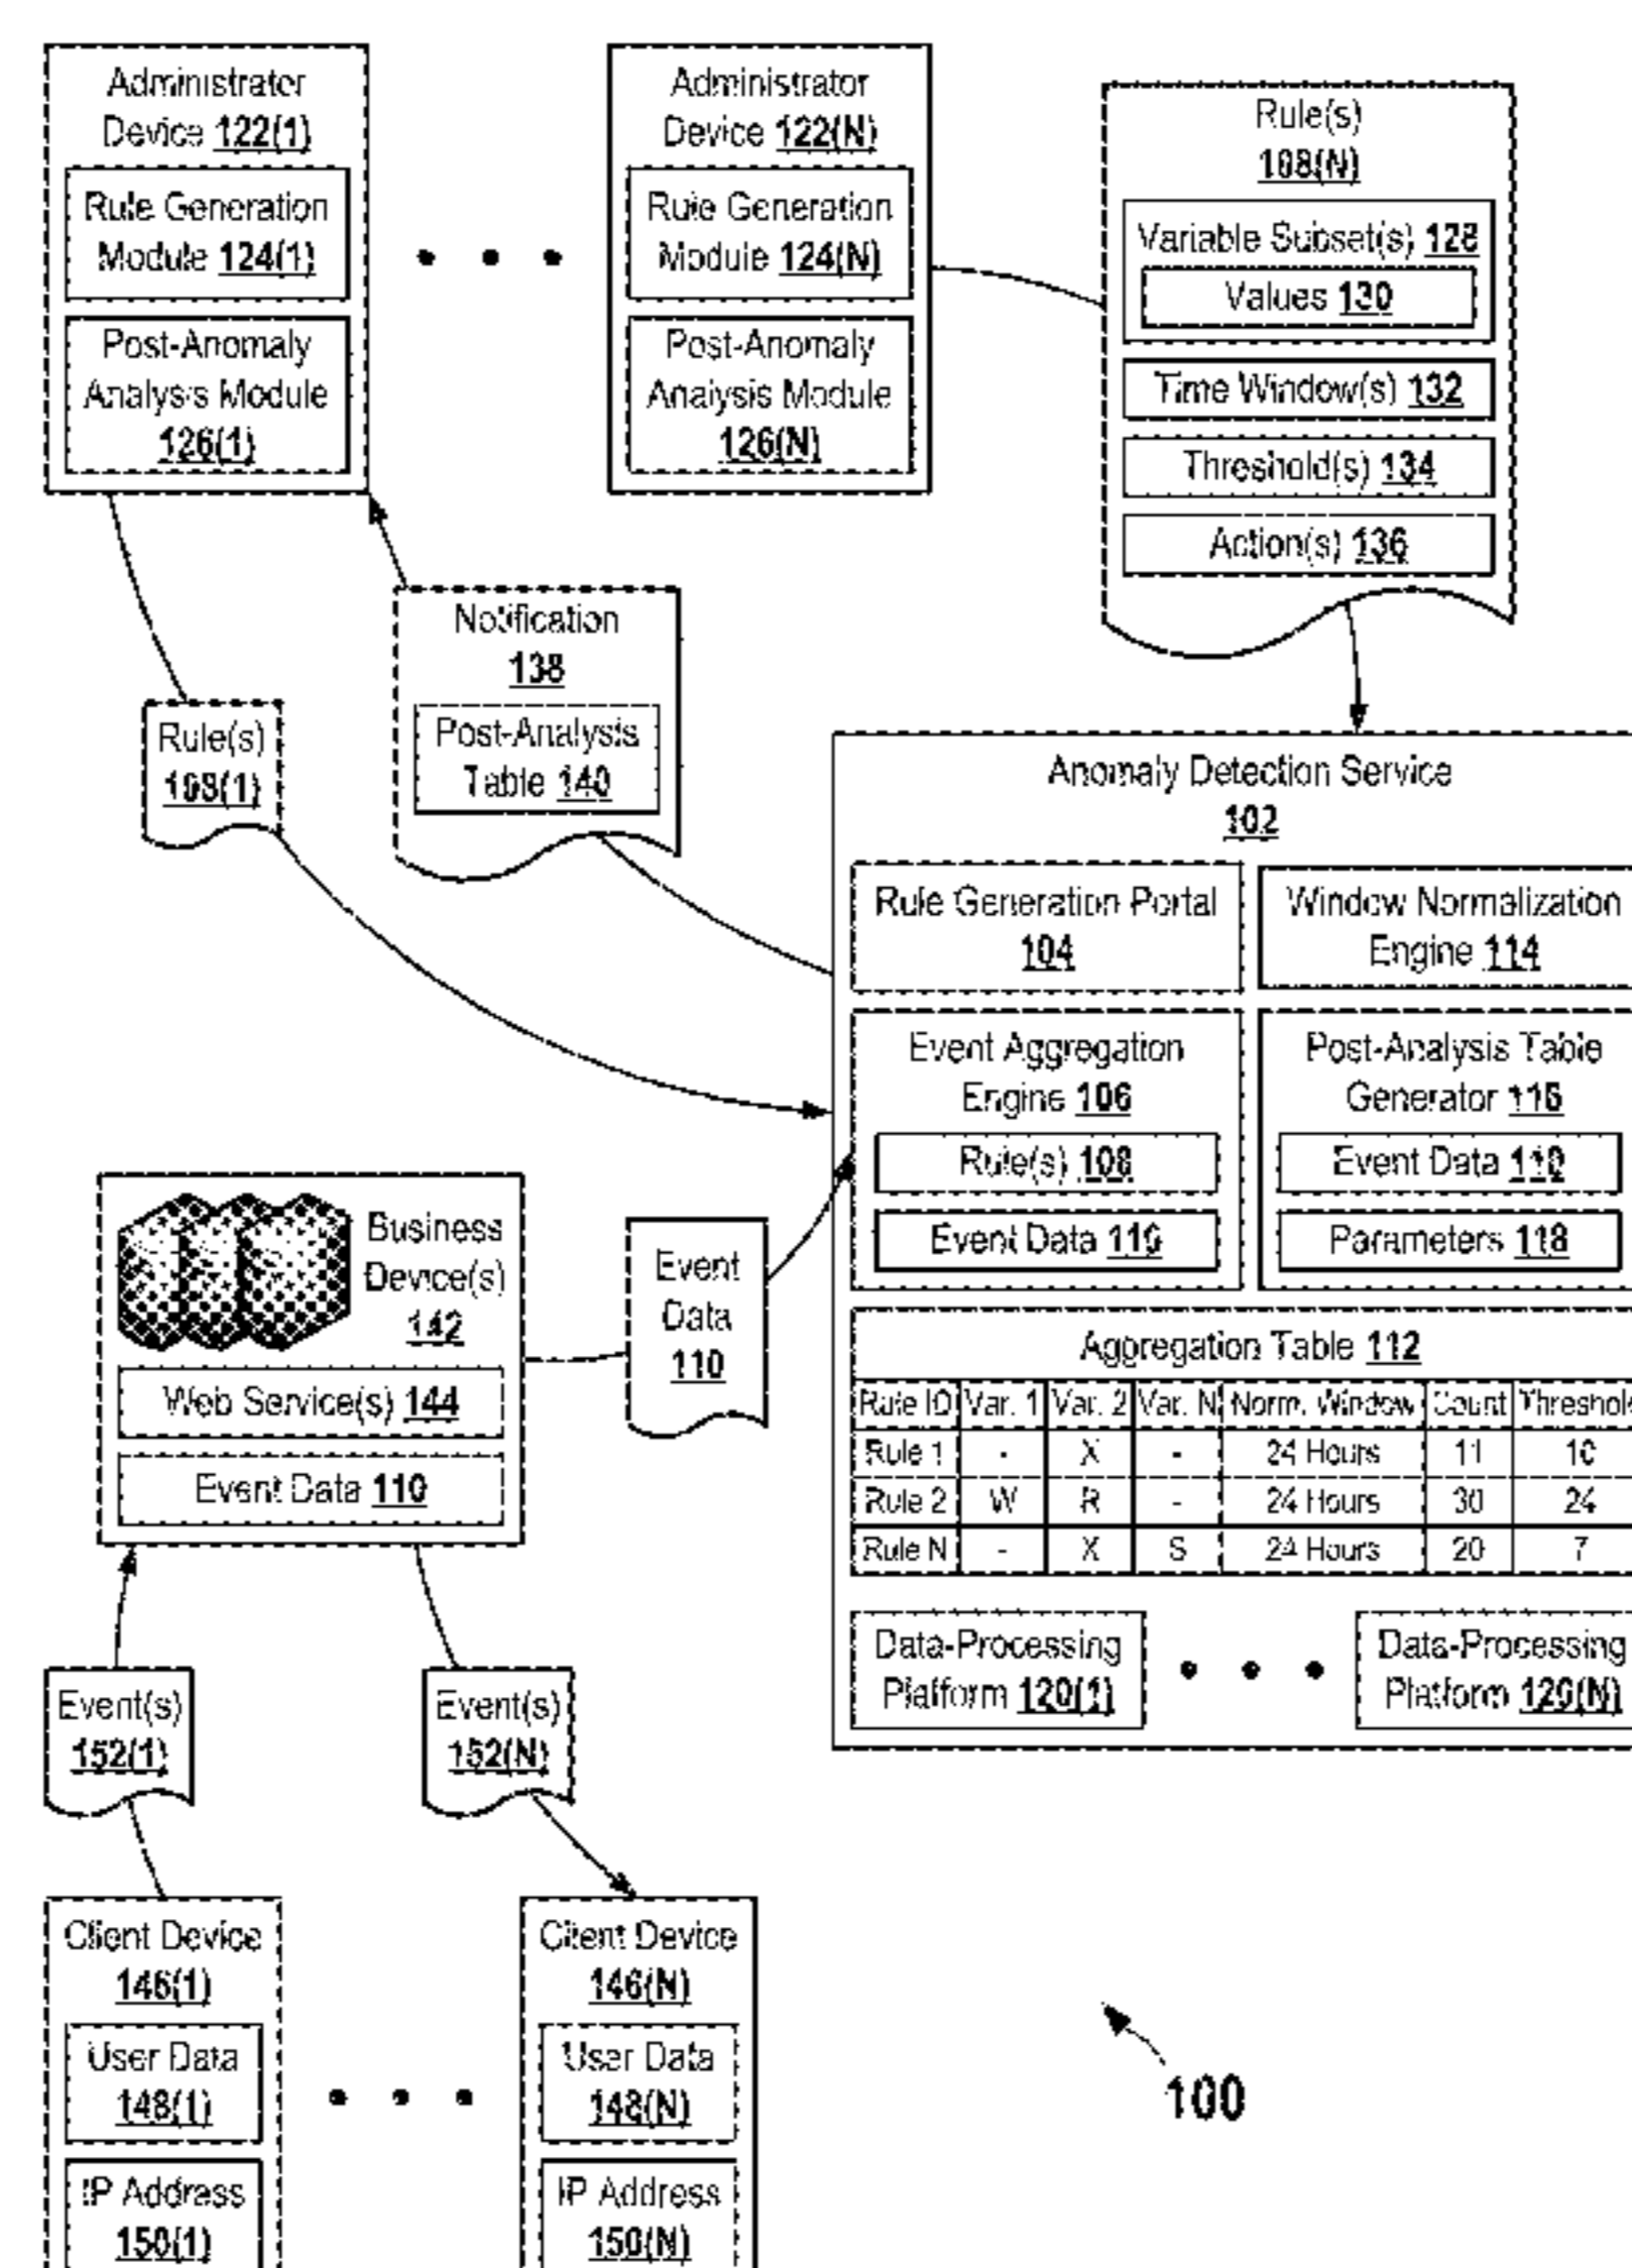 Administrater
Device 122(1)
Rule Generation
Module 124(1)
Post-Anomaly
Analysis Module
126(1)
Administrator
Device 122(N)
Rule Generation
Module 124(N)
Post-Anomaly
Analysis Module
126(N)
Rule(s)
108(N)
Variable Subset(s) 128
Values 130
Time Window(s) 132
Threshold(s) 134
Action(s) 136
Notification
138
Post-Analysis
Table 140
Rule(s)
108(1)
Anomaly Detection Service
102
Rule Generation Portal
104
Window Normalization
Engine 114
Event Aggregation
Engine 106
Rule(s) 108
Event Data 110
Post-Analysis Table
Generator 116
Event Data 110
Parameters 118
Aggregation Table 112
Rule ID Var. 1 Var. 2 Var. N Norm. Window Count Threshol
Rule 1 - X - 24 Hours 11 10
Rule 2 W R - 24 Hours 30 24
Rule N - X S 24 Hours 20 7
Data-Processing
Platform 120(1)
Data-Processing
Platform 120(N)
Business
Device(s)
142
Web Service(s) 144
Event Data 110
Event
Data
110
Event(s)
152(1)
Event(s)
152(N)
Client Device
146(1)
User Data
148(1)
IP Address
150(1)
Client Device
146(N)
User Data
148(N)
IP Address
150(N)
100